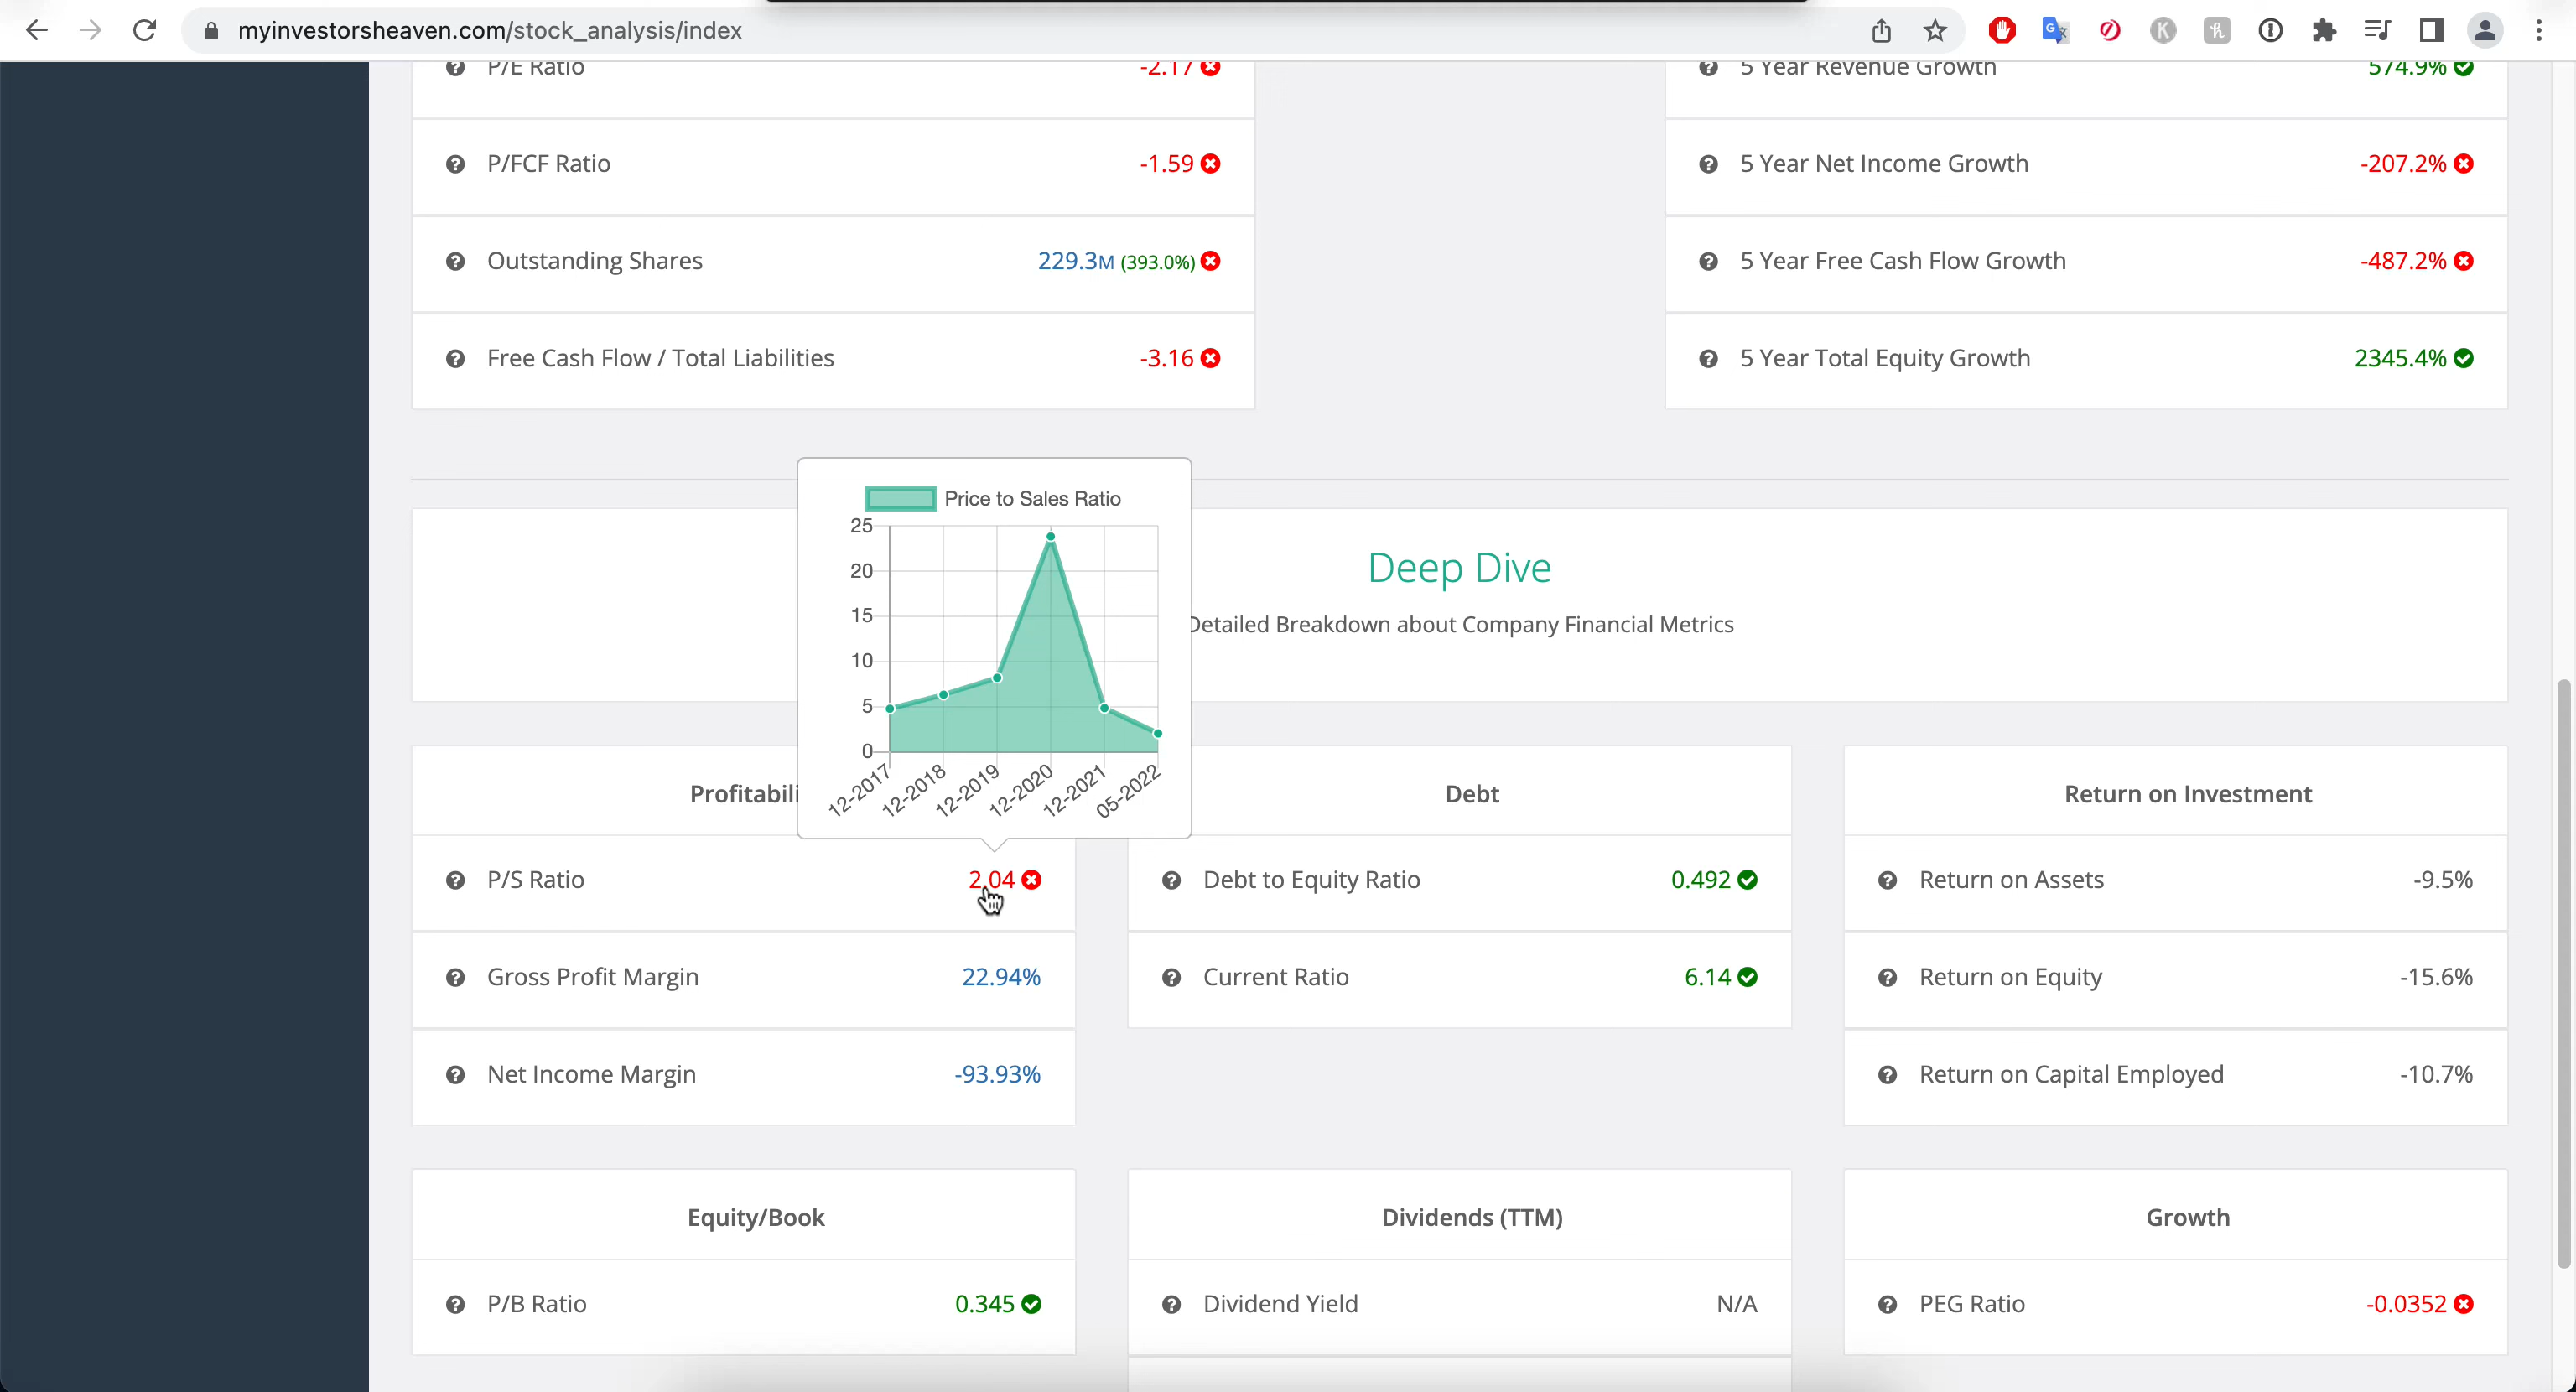 myinvestorsheaven.com/stock_analysis/index
P/E Ratio -2.17
P/FCF Ratio -1.59
Outstanding Shares 229.3M (393.0%)
Free Cash Flow / Total Liabilities -3.16
5 Year Revenue Growth 574.9%
5 Year Net Income Growth -207.2%
5 Year Free Cash Flow Growth -487.2%
5 Year Total Equity Growth 2345.4%
Price to Sales Ratio
25
20
15
10
5
0
12-2017 12-2018 12-2019 12-2020 12-2021 05-2022
Deep Dive
Detailed Breakdown about Company Financial Metrics
Profitabili
P/S Ratio 2.04
Gross Profit Margin 22.94%
Net Income Margin -93.93%
Debt
Debt to Equity Ratio 0.492
Current Ratio 6.14
Return on Investment
Return on Assets -9.5%
Return on Equity -15.6%
Return on Capital Employed -10.7%
Equity/Book
P/B Ratio 0.345
Dividends (TTM)
Dividend Yield N/A
Growth
PEG Ratio -0.0352